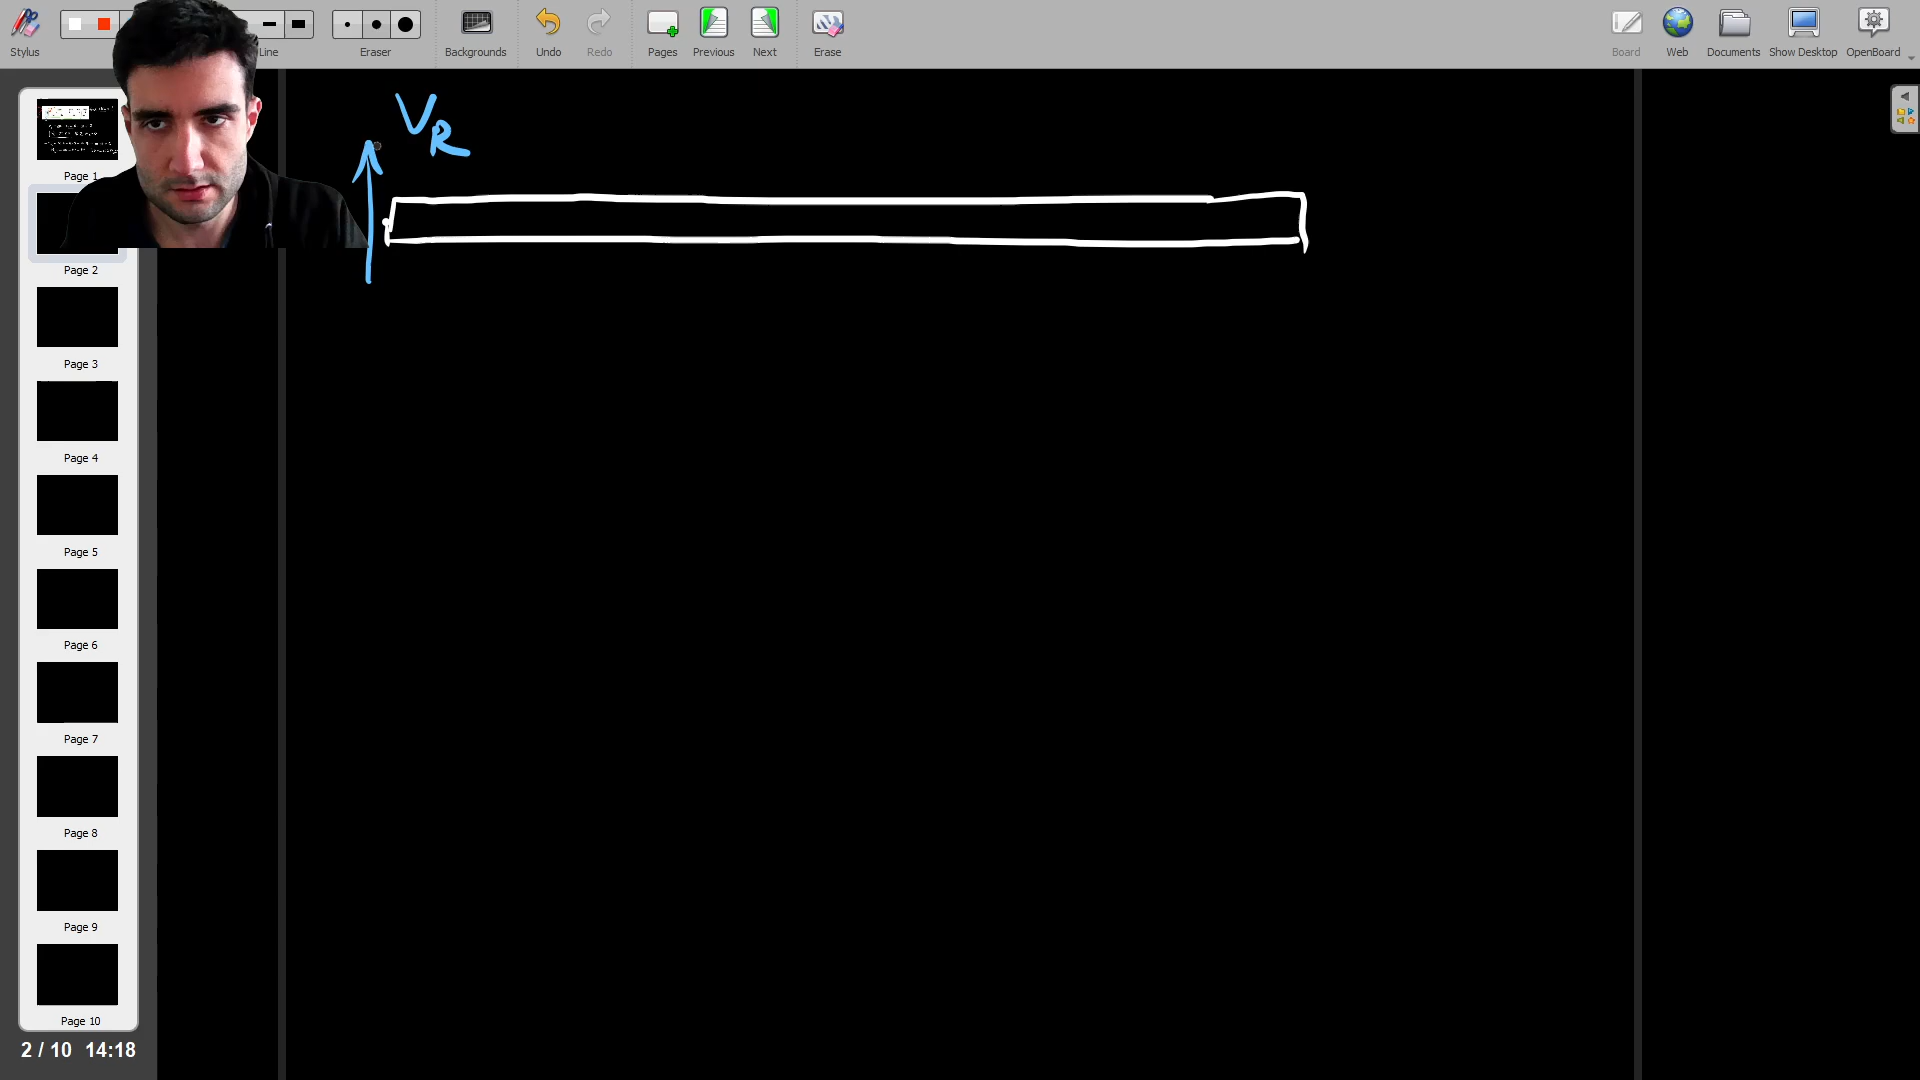 Stylus
Line
Eraser
Backgrounds
Undo
Redo
Pages
Previous
Next
Erase
Board
Web
Documents
Show Desktop
OpenBoard
V_R
Page 1
Page 2
Page 3
Page 4
Page 5
Page 6
Page 7
Page 8
Page 9
Page 10
2 / 10 14:18